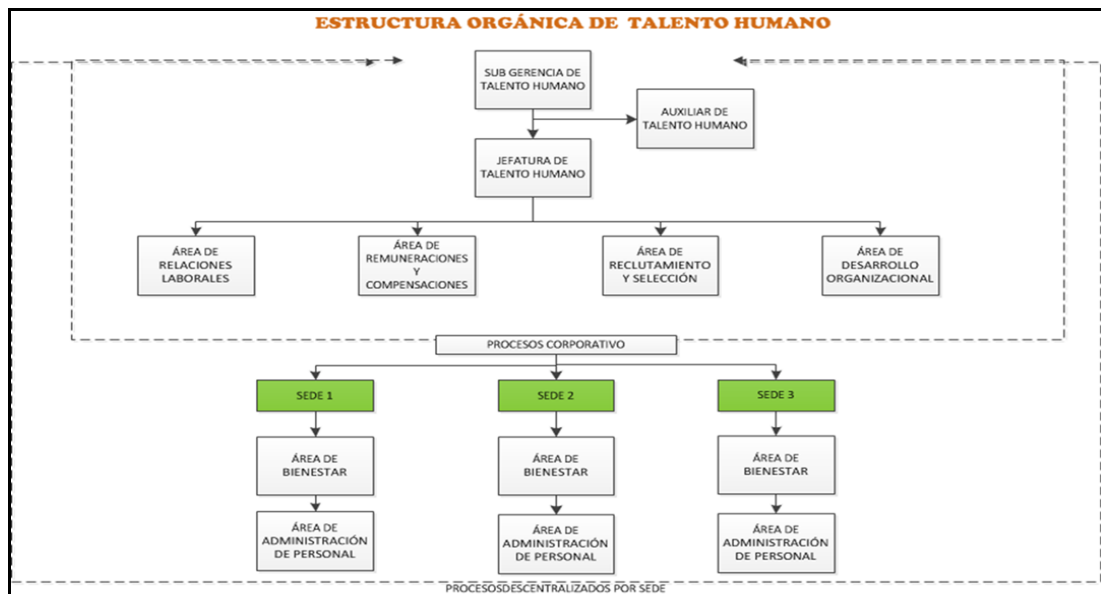 ESTRUCTURA ORGÁNICA DE TALENTO HUMANO
SUB GERENCIA DE
TALENTO HUMANO
AUXILIAR DE
TALENTO HUMANO
JEFATURA DE
TALENTO HUMANO
ÁREA DE
RELACIONES
LABORALES
ÁREA DE
REMUNERACIONES
Y
COMPENSACIONES
ÁREA DE
RECLUTAMIENTO
Y SELECCIÓN
ÁREA DE
DESARROLLO
ORGANIZACIONAL
PROCESOS CORPORATIVO
SEDE 1
SEDE 2
SEDE 3
ÁREA DE
BIENESTAR
ÁREA DE
BIENESTAR
ÁREA DE
BIENESTAR
ÁREA DE
ADMINISTRACIÓN
DE PERSONAL
ÁREA DE
ADMINISTRACIÓN
DE PERSONAL
ÁREA DE
ADMINISTRACIÓN
DE PERSONAL
PROCESOSDESCENTRALIZADOS POR SEDE